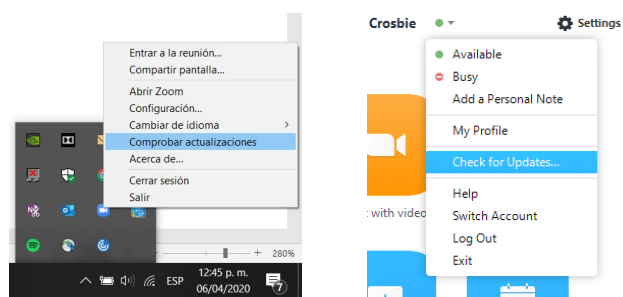 Entrar a la reunión...
Compartir pantalla...
Abrir Zoom
Configuración...
Cambiar de idioma >
Comprobar actualizaciones
Acerca de...
Cerrar sesión
Salir
− + 280%
ESP
12:45 p. m.
06/04/2020
7
Crosbie
Settings
Available
Busy
Add a Personal Note
My Profile
Check for Updates...
Help
Switch Account
Log Out
Exit
with video